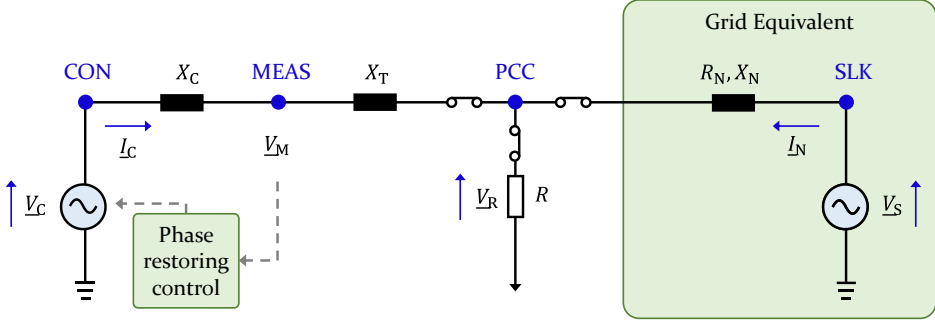 Grid Equivalent
CON
X_C
MEAS
X_T
PCC
R_N, X_N
SLK
I_C
V_M
I_N
V_C
V_R
R
V_S
Phase
restoring
control